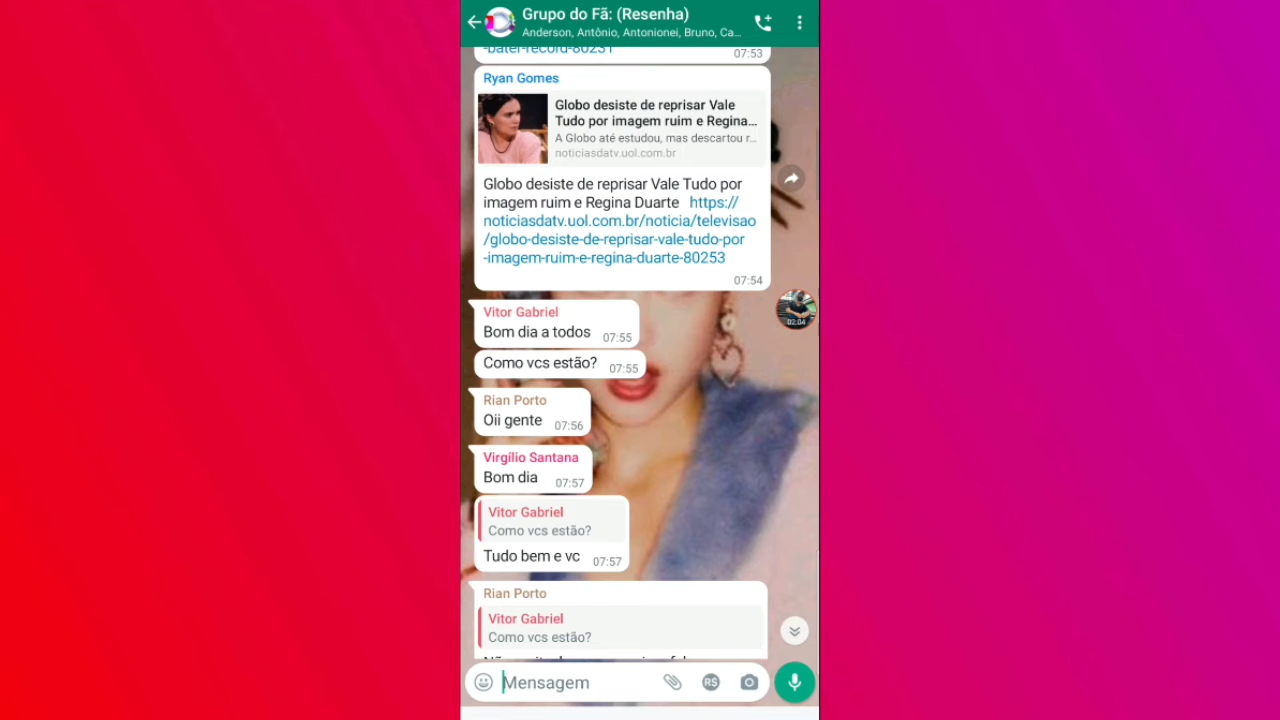 Grupo do Fã: (Resenha)
Anderson, Antônio, Antonionei, Bruno, Ca...
-bater-record-80231
07:53
Ryan Gomes
Globo desiste de reprisar Vale
Tudo por imagem ruim e Regina...
A Globo até estudou, mas descartou r...
noticiasdatv.uol.com.br
Globo desiste de reprisar Vale Tudo por
imagem ruim e Regina Duarte https://
noticiasdatv.uol.com.br/noticia/televisao
/globo-desiste-de-reprisar-vale-tudo-por
-imagem-ruim-e-regina-duarte-80253
07:54
Vitor Gabriel
Bom dia a todos 07:55
02:04
Como vcs estão? 07:55
Rian Porto
Oii gente 07:56
Virgílio Santana
Bom dia 07:57
Vitor Gabriel
Como vcs estão?
Tudo bem e vc 07:57
Rian Porto
Vitor Gabriel
Como vcs estão?
Mensagem
R$